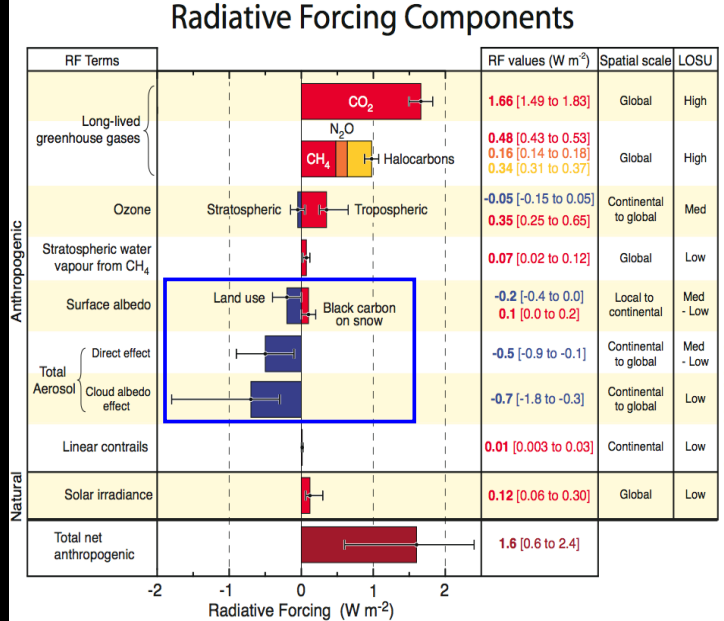 Radiative Forcing Components
RF Terms
RF values (W m⁻²)
Spatial scale
LOSU
Anthropogenic
Long-lived
greenhouse gases
CO₂
1.66 [1.49 to 1.83]
Global
High
N₂O
CH₄
Halocarbons
0.48 [0.43 to 0.53]
0.16 [0.14 to 0.18]
0.34 [0.31 to 0.37]
Global
High
Ozone
Stratospheric
Tropospheric
-0.05 [-0.15 to 0.05]
0.35 [0.25 to 0.65]
Continental
to global
Med
Stratospheric water
vapour from CH₄
0.07 [0.02 to 0.12]
Global
Low
Surface albedo
Land use
Black carbon
on snow
-0.2 [-0.4 to 0.0]
0.1 [0.0 to 0.2]
Local to
continental
Med
- Low
Total
Aerosol
Direct effect
-0.5 [-0.9 to -0.1]
Continental
to global
Med
- Low
Cloud albedo
effect
-0.7 [-1.8 to -0.3]
Continental
to global
Low
Linear contrails
0.01 [0.003 to 0.03]
Continental
Low
Natural
Solar irradiance
0.12 [0.06 to 0.30]
Global
Low
Total net
anthropogenic
1.6 [0.6 to 2.4]
-2 -1 0 1 2
Radiative Forcing (W m⁻²)